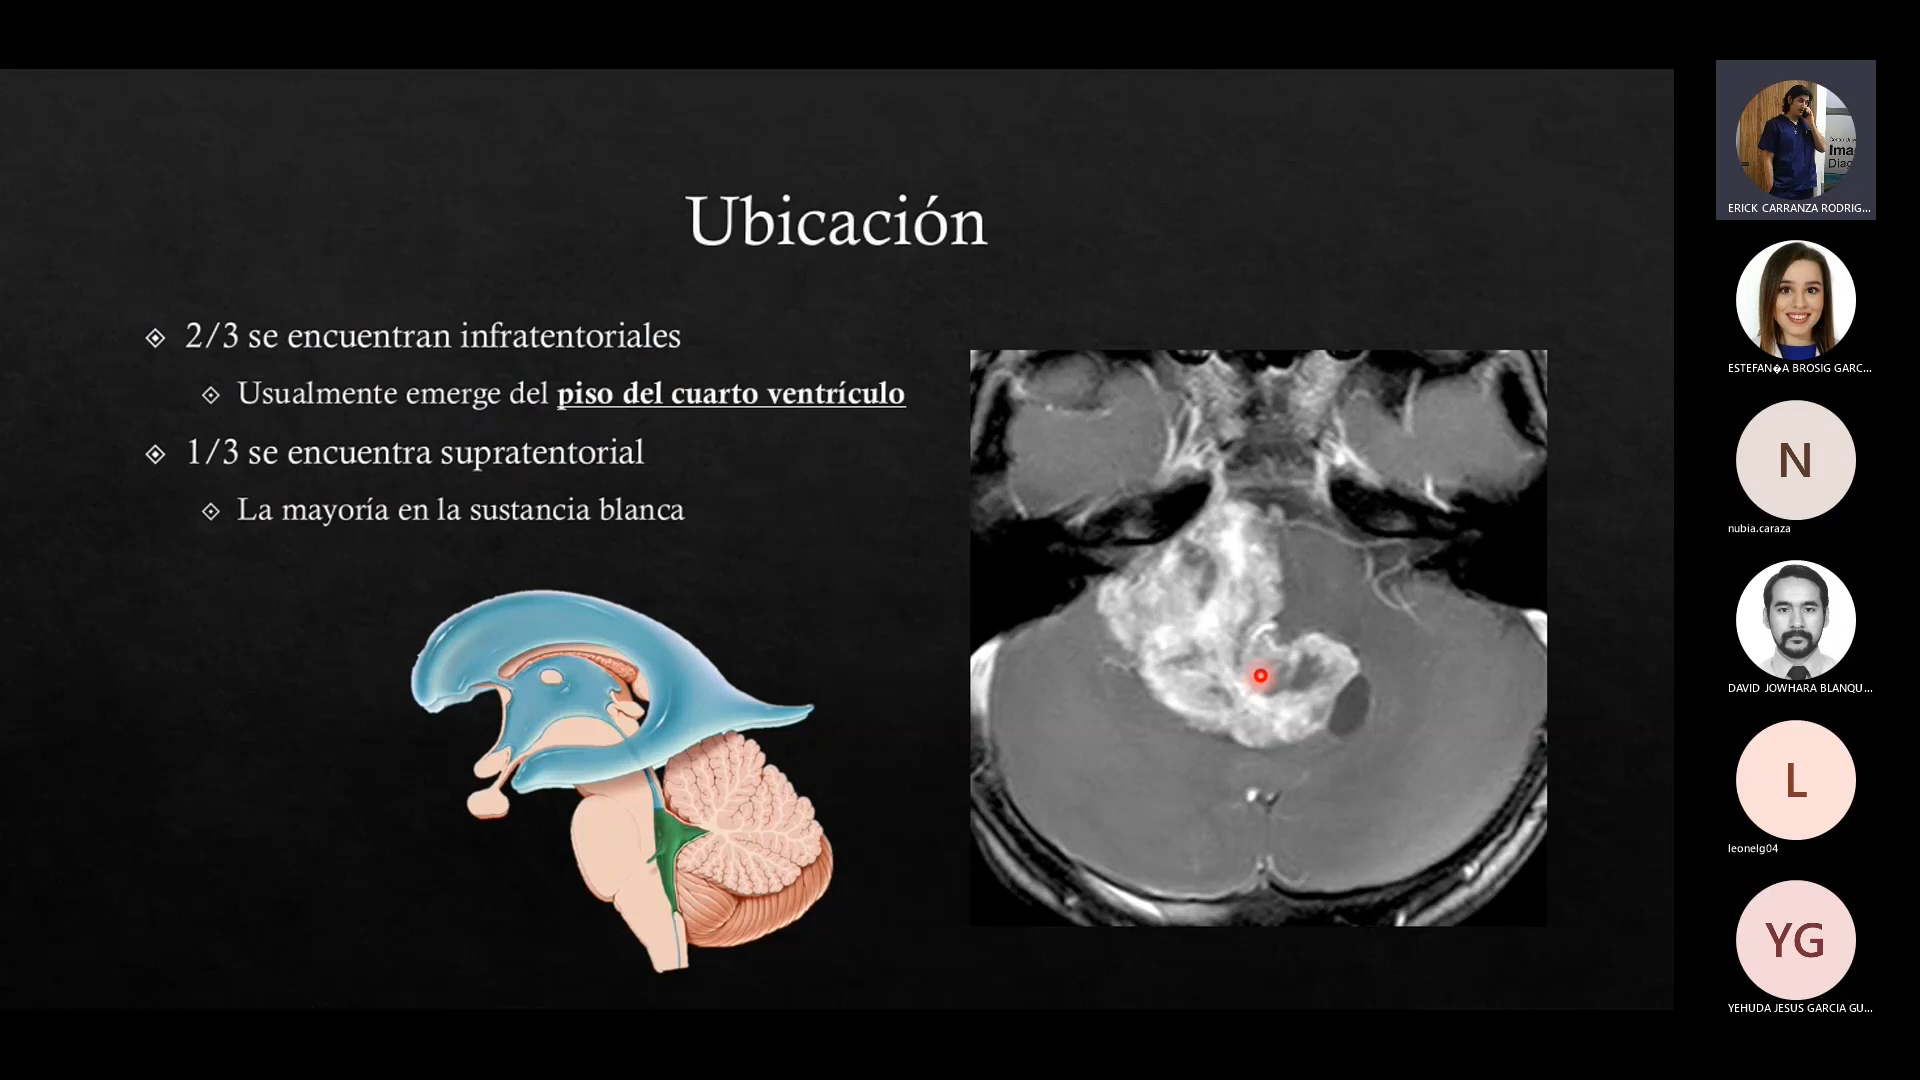 Ubicación
2/3 se encuentran infratentoriales
Usualmente emerge del piso del cuarto ventrículo
1/3 se encuentra supratentorial
La mayoría en la sustancia blanca
ERICK CARRANZA RODRIG...
ESTEFAN�A BROSIG GARC...
N
nubia.caraza
DAVID JOWHARA BLANQU...
L
leonelg04
YG
YEHUDA JESUS GARCIA GU...